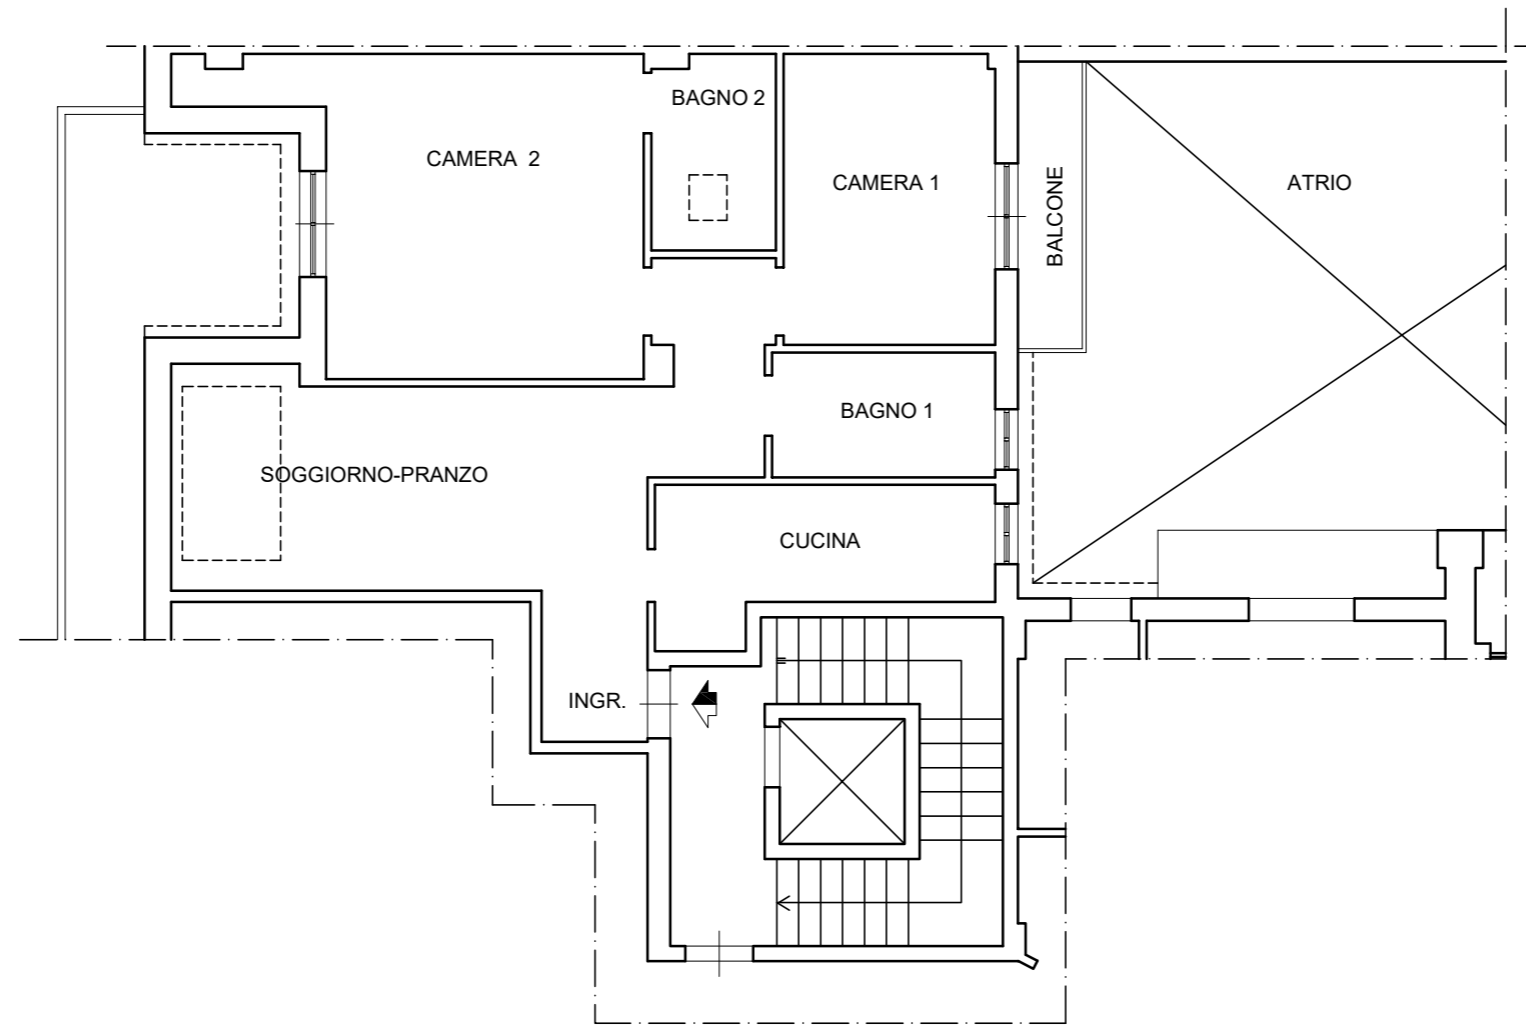 BAGNO 2
CAMERA 2
CAMERA 1
BALCONE
ATRIO
BAGNO 1
SOGGIORNO-PRANZO
CUCINA
INGR.